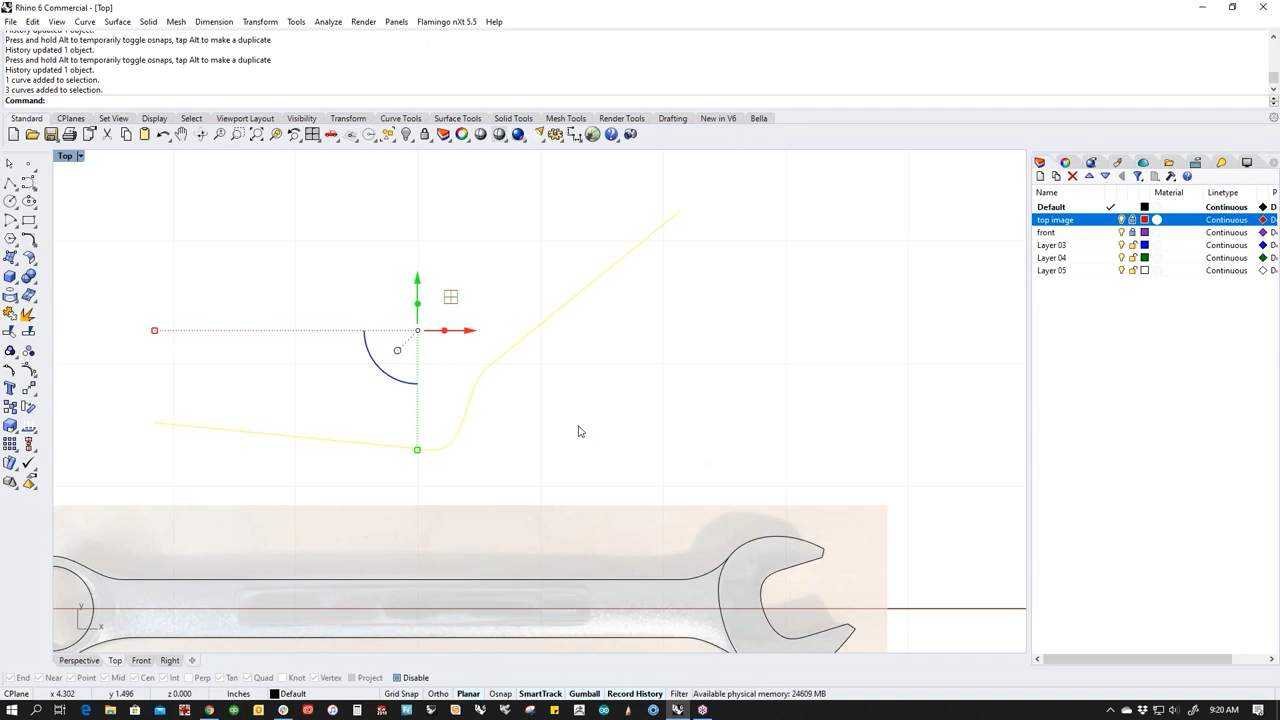 Rhino 6 Commercial - [Top]
File Edit View Curve Surface Solid Mesh Dimension Transform Tools Analyze Render Panels Flamingo nXt 5.5 Help
History updated 1 object.
Press and hold Alt to temporarily toggle osnaps, tap Alt to make a duplicate
History updated 1 object.
Press and hold Alt to temporarily toggle osnaps, tap Alt to make a duplicate
History updated 1 object.
1 curve added to selection.
3 curves added to selection.
Command:
Standard CPlanes Set View Display Select Viewport Layout Visibility Transform Curve Tools Surface Tools Solid Tools Mesh Tools Render Tools Drafting New in V6 Bella
Top
Name Material Linetype P
Default Continuous D
top image Continuous D
front Continuous D
Layer 03 Continuous D
Layer 04 Continuous D
Layer 05 Continuous D
y
x
Perspective Top Front Right
End Near Point Mid Cen Int Perp Tan Quad Knot Vertex Project Disable
CPlane x 4.302 y 1.496 z 0.000 Inches Default Grid Snap Ortho Planar Osnap SmartTrack Gumball Record History Filter Available physical memory: 24609 MB
9:20 AM